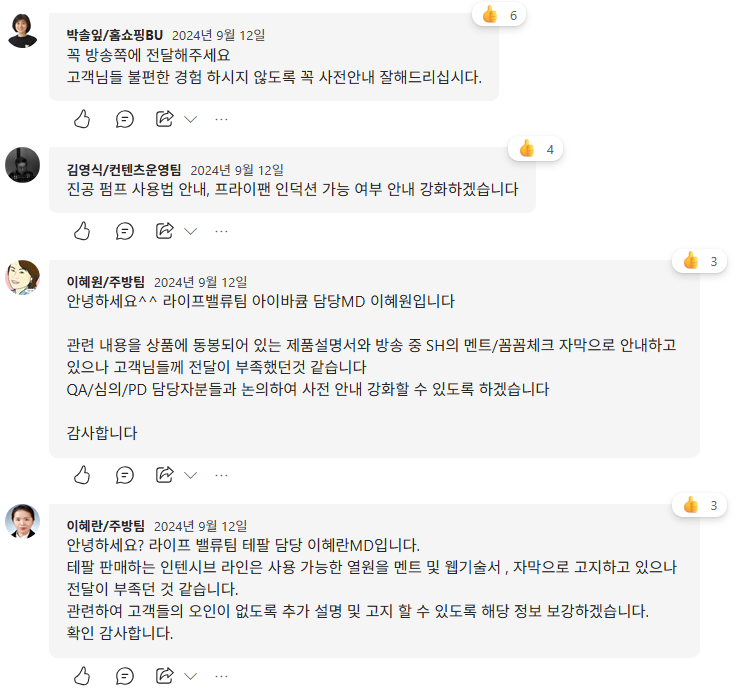 6
박솔잎/홈쇼핑BU 2024년 9월 12일
꼭 방송쪽에 전달해주세요
고객님들 불편한 경험 하시지 않도록 꼭 사전안내 잘해드리십시다.
4
김영식/컨텐츠운영팀 2024년 9월 12일
진공 펌프 사용법 안내, 프라이팬 인덕션 가능 여부 안내 강화하겠습니다
3
이혜원/주방팀 2024년 9월 12일
안녕하세요^^ 라이프밸류팀 아이바큠 담당MD 이혜원입니다
관련 내용을 상품에 동봉되어 있는 제품설명서와 방송 중 SH의 멘트/꼼꼼체크 자막으로 안내하고
있으나 고객님들께 전달이 부족했던것 같습니다
QA/심의/PD 담당자분들과 논의하여 사전 안내 강화할 수 있도록 하겠습니다
감사합니다
3
이혜란/주방팀 2024년 9월 12일
안녕하세요? 라이프 밸류팀 테팔 담당 이혜란MD입니다.
테팔 판매하는 인텐시브 라인은 사용 가능한 열원을 멘트 및 웹기술서 , 자막으로 고지하고 있으나
전달이 부족던 것 같습니다.
관련하여 고객들의 오인이 없도록 추가 설명 및 고지 할 수 있도록 해당 정보 보강하겠습니다.
확인 감사합니다.